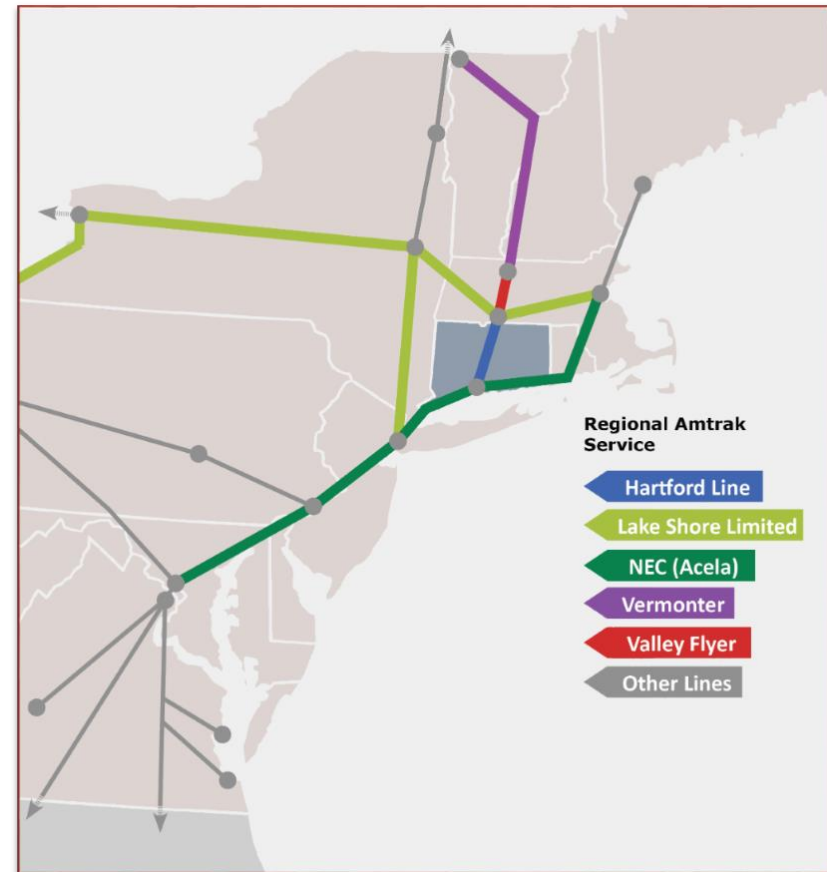 Regional Amtrak
Service
Hartford Line
Lake Shore Limited
NEC (Acela)
Vermonter
Valley Flyer
Other Lines